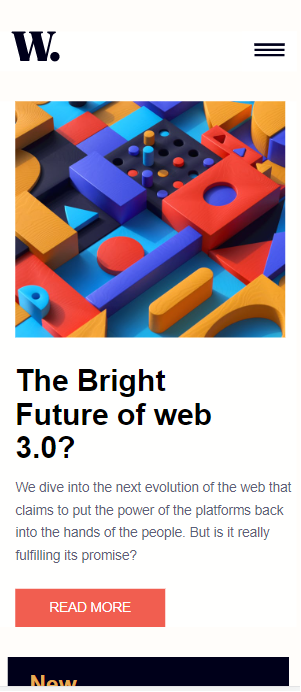 W.
The Bright
Future of web
3.0?
We dive into the next evolution of the web that
claims to put the power of the platforms back
into the hands of the people. But is it really
fulfilling its promise?
READ MORE
New